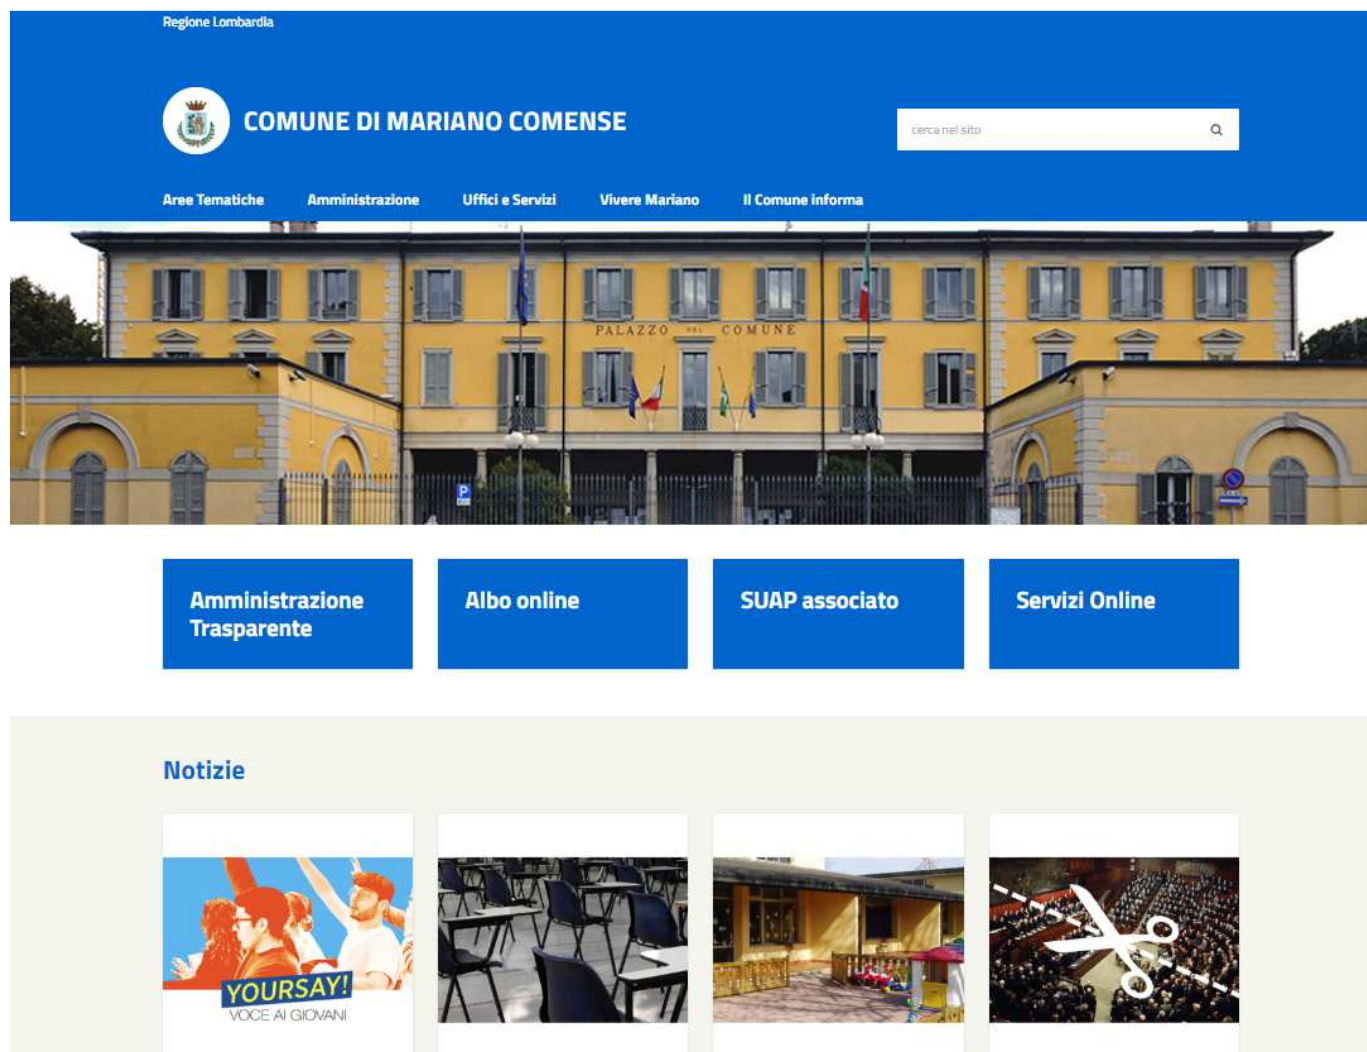 Regione Lombardia
COMUNE DI MARIANO COMENSE
cerca nel sito
Aree Tematiche Amministrazione Uffici e Servizi Vivere Mariano Il Comune informa
PALAZZO DEL COMUNE
P
Amministrazione
Trasparente
Albo online
SUAP associato
Servizi Online
Notizie
YOURSAY!
VOCE AI GIOVANI